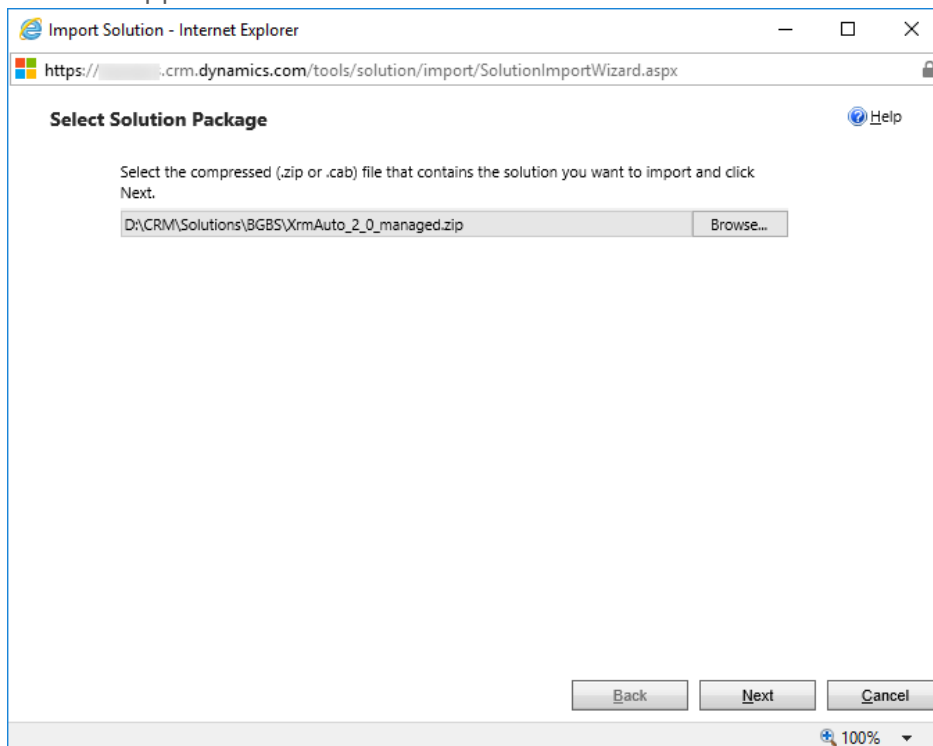 Import Solution - Internet Explorer
https:// .crm.dynamics.com/tools/solution/import/SolutionImportWizard.aspx
Select Solution Package
Help
Select the compressed (.zip or .cab) file that contains the solution you want to import and click
Next.
D:\CRM\Solutions\BGBS\XrmAuto_2_0_managed.zip
Browse...
Back
Next
Cancel
100%